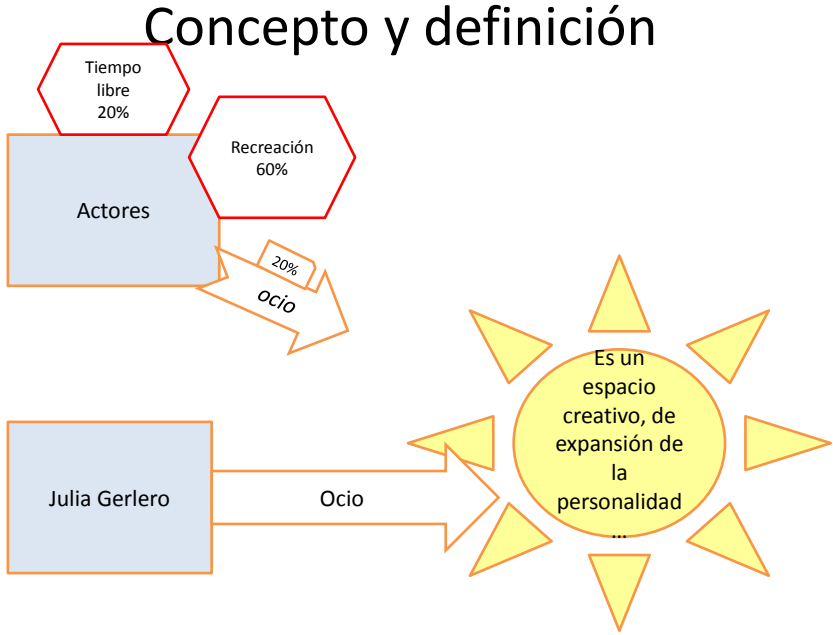 Concepto y definición
Tiempo
libre
20%
Recreación
60%
Actores
20%
ocio
Es un
espacio
creativo, de
expansión de
la
personalidad
...
Julia Gerlero
Ocio